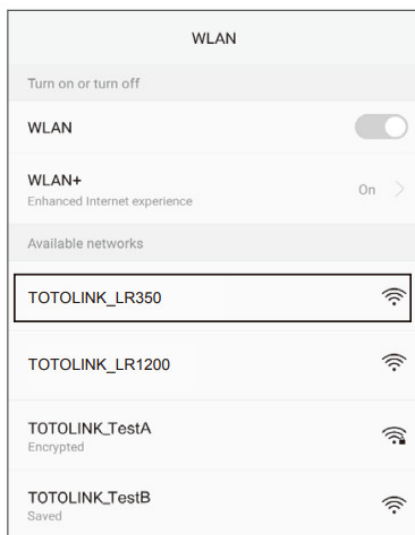 WLAN
Turn on or turn off
WLAN
WLAN+
Enhanced Internet experience
On
Available networks
TOTOLINK_LR350
TOTOLINK_LR1200
TOTOLINK_TestA
Encrypted
TOTOLINK_TestB
Saved